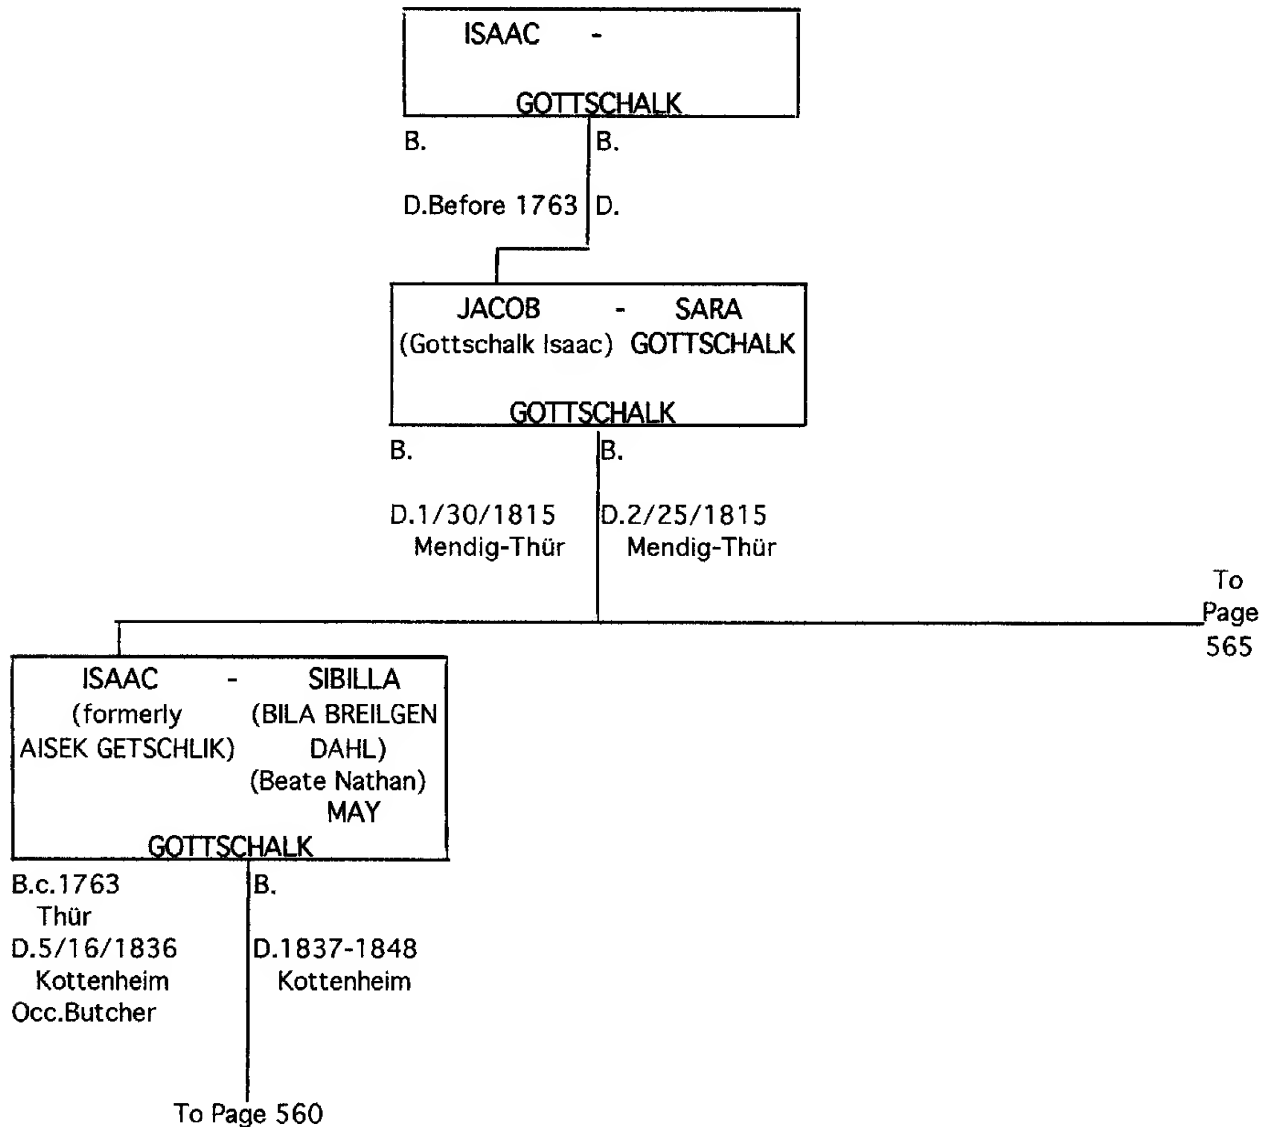 ISAAC -
GOTTSCHALK
B. B.
D.Before 1763 D.
JACOB - SARA
(Gottschalk Isaac) GOTTSCHALK
GOTTSCHALK
B. B.
D.1/30/1815 D.2/25/1815
Mendig-Thür Mendig-Thür
To
Page
565
ISAAC - SIBILLA
(formerly (BILA BREILGEN
AISEK GETSCHLIK) DAHL)
(Beate Nathan)
MAY
GOTTSCHALK
B.c.1763 B.
Thür
D.5/16/1836 D.1837-1848
Kottenheim Kottenheim
Occ.Butcher
To Page 560